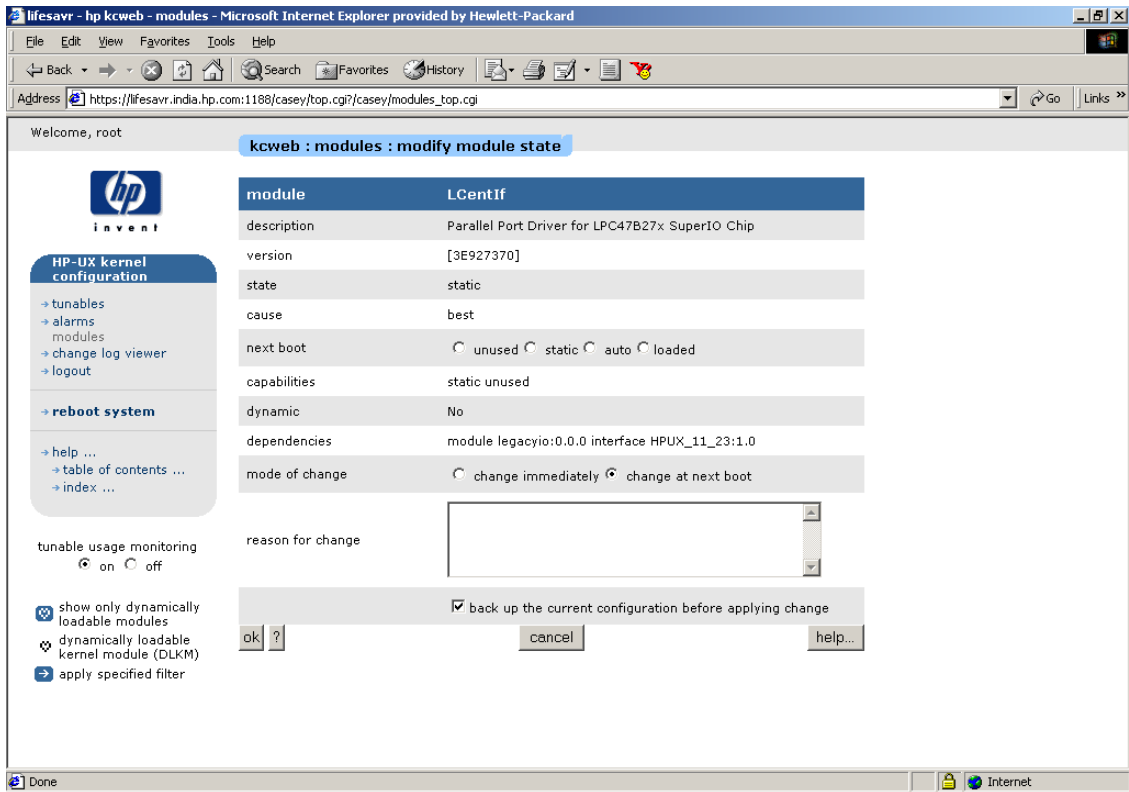 lifesavr - hp kcweb - modules - Microsoft Internet Explorer provided by Hewlett-Packard
File Edit View Favorites Tools Help
Back Search Favorites History
Address https://lifesavr.india.hp.com:1188/casey/top.cgi?/casey/modules_top.cgi Go Links »
Welcome, root
kcweb : modules : modify module state
hp
invent
HP-UX kernel
configuration
tunables
alarms
modules
change log viewer
logout
reboot system
help ...
table of contents ...
index ...
tunable usage monitoring
on off
show only dynamically
loadable modules
dynamically loadable
kernel module (DLKM)
apply specified filter
module LCentIf
description Parallel Port Driver for LPC47B27x SuperIO Chip
version [3E927370]
state static
cause best
next boot unused static auto loaded
capabilities static unused
dynamic No
dependencies module legacyio:0.0.0 interface HPUX_11_23:1.0
mode of change change immediately change at next boot
reason for change
back up the current configuration before applying change
ok ? cancel help...
Done Internet